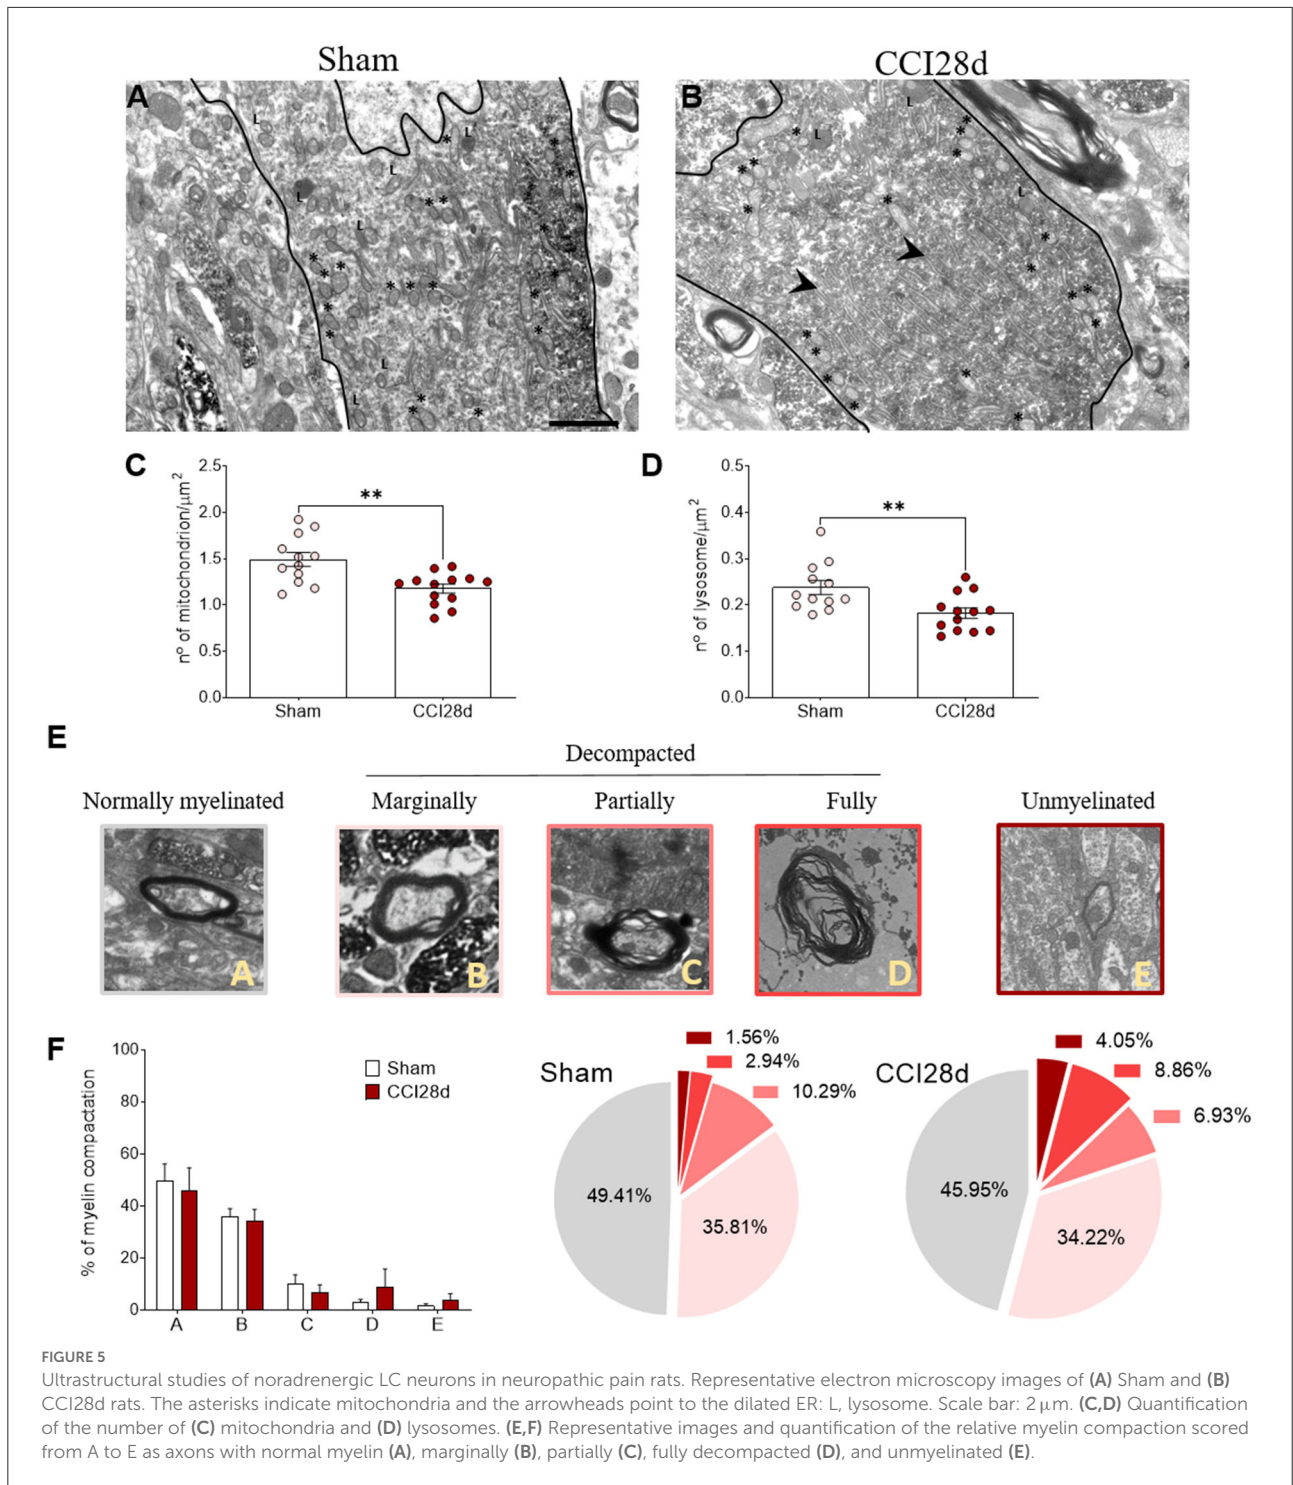 Sham
CCI28d
A
B
L
L
L
L
L
L
L
L
L
L
* * * * * * * * * * * * * * * * * * * *
* * * * * * * * * * * * * * * * * * * *
C
nº of mitochondrion/µm²
2.5
2.0
1.5
1.0
0.5
0.0
**
Sham
CCI28d
D
nº of lysosome/µm²
0.5
0.4
0.3
0.2
0.1
0.0
**
Sham
CCI28d
E
Decompacted
Normally myelinated
Marginally
Partially
Fully
Unmyelinated
A
B
C
D
E
F
% of myelin compactation
100
80
60
40
20
0
Sham
CCI28d
A
B
C
D
E
Sham
1.56%
2.94%
10.29%
49.41%
35.81%
CCI28d
4.05%
8.86%
6.93%
45.95%
34.22%
FIGURE 5
Ultrastructural studies of noradrenergic LC neurons in neuropathic pain rats. Representative electron microscopy images of (A) Sham and (B)
CCI28d rats. The asterisks indicate mitochondria and the arrowheads point to the dilated ER: L, lysosome. Scale bar: 2 µm. (C,D) Quantification
of the number of (C) mitochondria and (D) lysosomes. (E,F) Representative images and quantification of the relative myelin compaction scored
from A to E as axons with normal myelin (A), marginally (B), partially (C), fully decompacted (D), and unmyelinated (E).